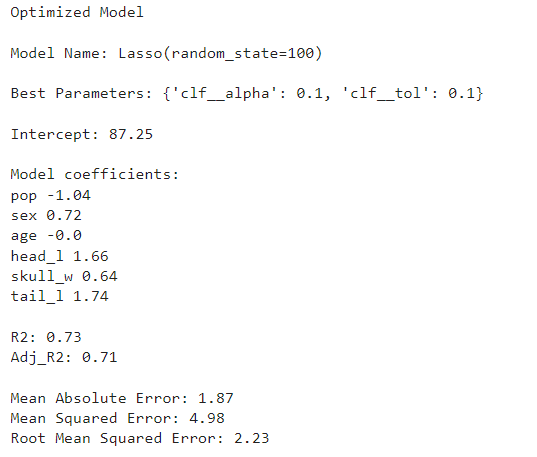 Optimized Model
Model Name: Lasso(random_state=100)
Best Parameters: {'clf__alpha': 0.1, 'clf__tol': 0.1}
Intercept: 87.25
Model coefficients:
pop -1.04
sex 0.72
age -0.0
head_l 1.66
skull_w 0.64
tail_l 1.74
R2: 0.73
Adj_R2: 0.71
Mean Absolute Error: 1.87
Mean Squared Error: 4.98
Root Mean Squared Error: 2.23